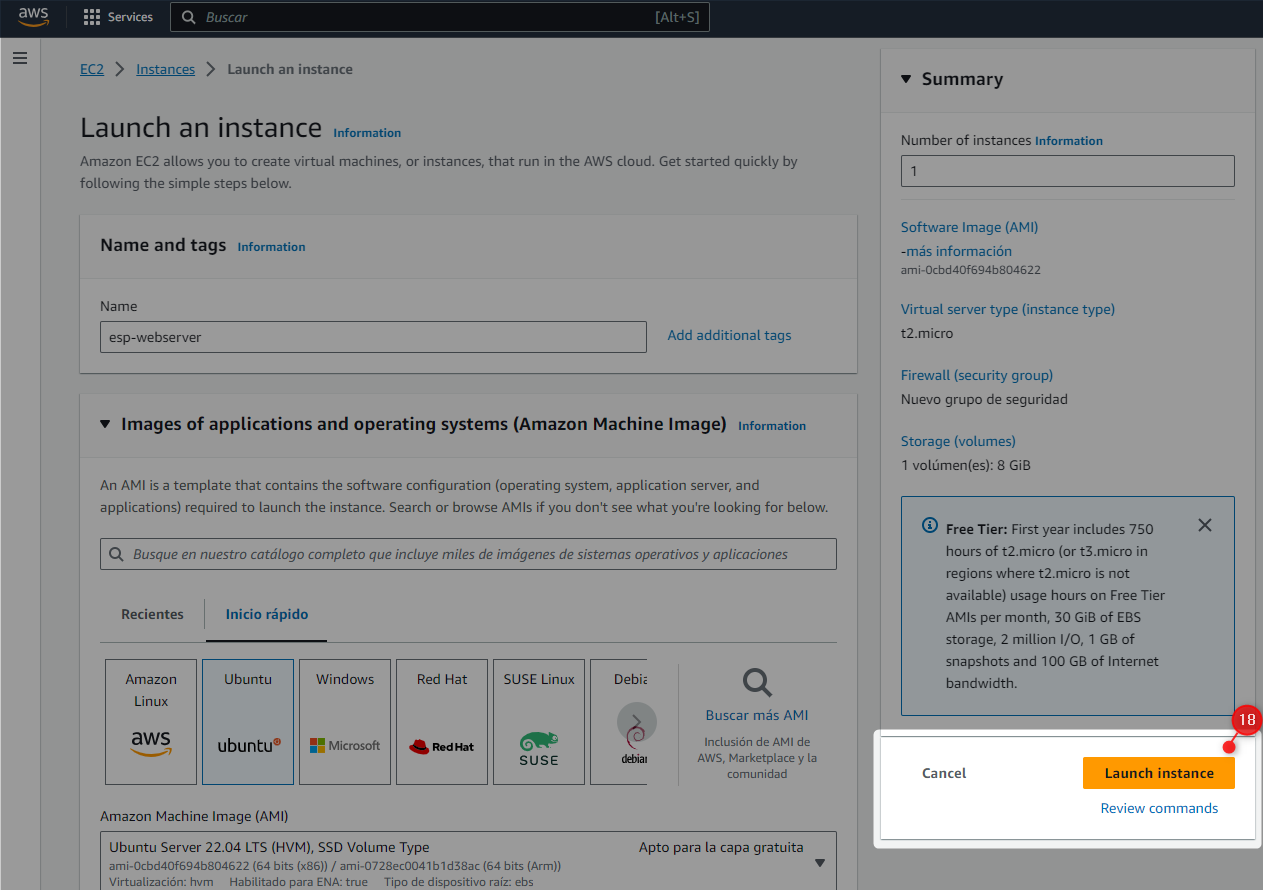 aws
Services
Buscar
[Alt+S]
EC2
Instances
Launch an instance
Launch an instance Information
Amazon EC2 allows you to create virtual machines, or instances, that run in the AWS cloud. Get started quickly by
following the simple steps below.
Name and tags Information
Name
esp-webserver
Add additional tags
Images of applications and operating systems (Amazon Machine Image) Information
An AMI is a template that contains the software configuration (operating system, application server, and
applications) required to launch the instance. Search or browse AMIs if you don't see what you're looking for below.
Busque en nuestro catálogo completo que incluye miles de imágenes de sistemas operativos y aplicaciones
Recientes
Inicio rápido
Amazon
Linux
aws
Ubuntu
ubuntu
Windows
Microsoft
Red Hat
Red Hat
SUSE Linux
SUSE
Debia
debian
Buscar más AMI
Inclusión de AMI de
AWS, Marketplace y la
comunidad
Amazon Machine Image (AMI)
Ubuntu Server 22.04 LTS (HVM), SSD Volume Type
Apto para la capa gratuita
ami-0cbd40f694b804622 (64 bits (x86)) / ami-0728ec0041b1d38ac (64 bits (Arm))
Virtualización: hvm Habilitado para ENA: true Tipo de dispositivo raíz: ebs
Summary
Number of instances Information
1
Software Image (AMI)
-más información
ami-0cbd40f694b804622
Virtual server type (instance type)
t2.micro
Firewall (security group)
Nuevo grupo de seguridad
Storage (volumes)
1 volúmen(es): 8 GiB
Free Tier: First year includes 750
hours of t2.micro (or t3.micro in
regions where t2.micro is not
available) usage hours on Free Tier
AMIs per month, 30 GiB of EBS
storage, 2 million I/O, 1 GB of
snapshots and 100 GB of Internet
bandwidth.
18
Cancel
Launch instance
Review commands